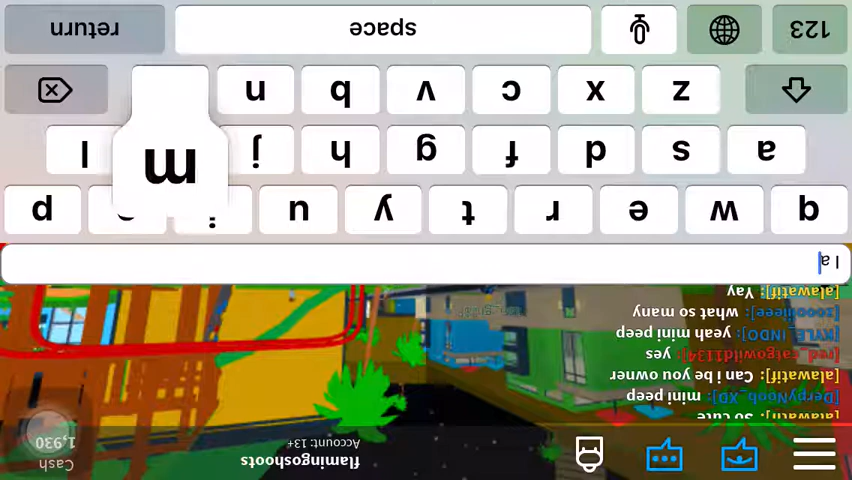 flamingoshoots
Account: 13+
Cash
1,930
[alawatif]: So cute
[DerpyNoob_XD]: mini peep
[alawatif]: Can i be you owner
yes
[KYLE_INDO]: yeah mini peep
what so many
[alawatif]: Yay
I a
q w e r t y u i p
a s d f g h j l
z x c v b n m
123 space return